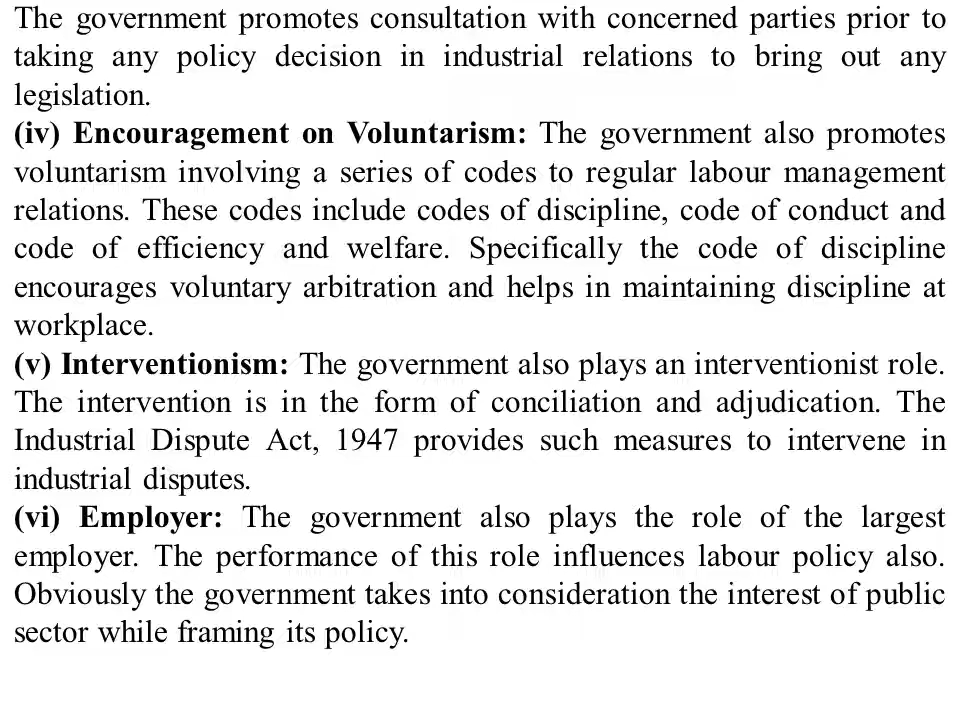 The government promotes consultation with concerned parties prior to
taking any policy decision in industrial relations to bring out any
legislation.
(iv) Encouragement on Voluntarism: The government also promotes
voluntarism involving a series of codes to regular labour management
relations. These codes include codes of discipline, code of conduct and
code of efficiency and welfare. Specifically the code of discipline
encourages voluntary arbitration and helps in maintaining discipline at
workplace.
(v) Interventionism: The government also plays an interventionist role.
The intervention is in the form of conciliation and adjudication. The
Industrial Dispute Act, 1947 provides such measures to intervene in
industrial disputes.
(vi) Employer: The government also plays the role of the largest
employer. The performance of this role influences labour policy also.
Obviously the government takes into consideration the interest of public
sector while framing its policy.